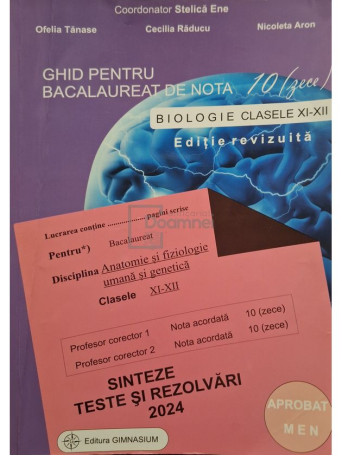 Coordonator Stelică Ene
Ofelia Tănase Cecilia Răducu Nicoleta Aron
GHID PENTRU
BACALAUREAT DE NOTA 10 (zece)
BIOLOGIE CLASELE XI-XII
Ediție revizuită
Lucrarea conține .................... pagini scrise
Pentru*) Bacalaureat
Disciplina Anatomie și fiziologie
umană și genetică
Clasele XI-XII
Profesor corector 1 Nota acordată 10 (zece)
Profesor corector 2 Nota acordată 10 (zece)
SINTEZE
TESTE ȘI REZOLVĂRI
2024
APROBAT
MEN
Editura GIMNASIUM